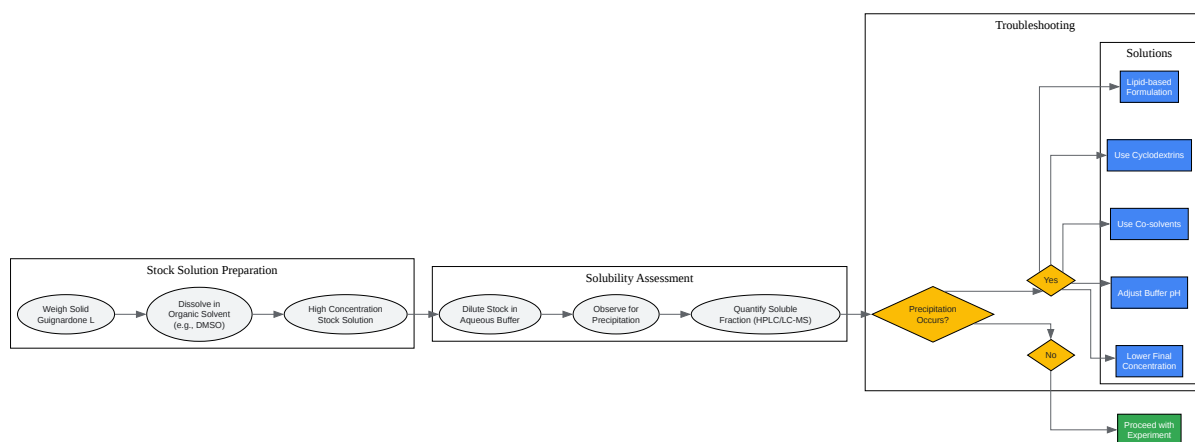 Troubleshooting
Solutions
Lipid-based
Formulation
Use Cyclodextrins
Use Co-solvents
Stock Solution Preparation
Solubility Assessment
Yes
Adjust Buffer pH
Weigh Solid
Guignardone L
Dissolve in
Organic Solvent
(e.g., DMSO)
High Concentration
Stock Solution
Dilute Stock in
Aqueous Buffer
Observe for
Precipitation
Quantify Soluble
Fraction (HPLC/LC-MS)
Precipitation
Occurs?
No
Lower Final
Concentration
Proceed with
Experiment